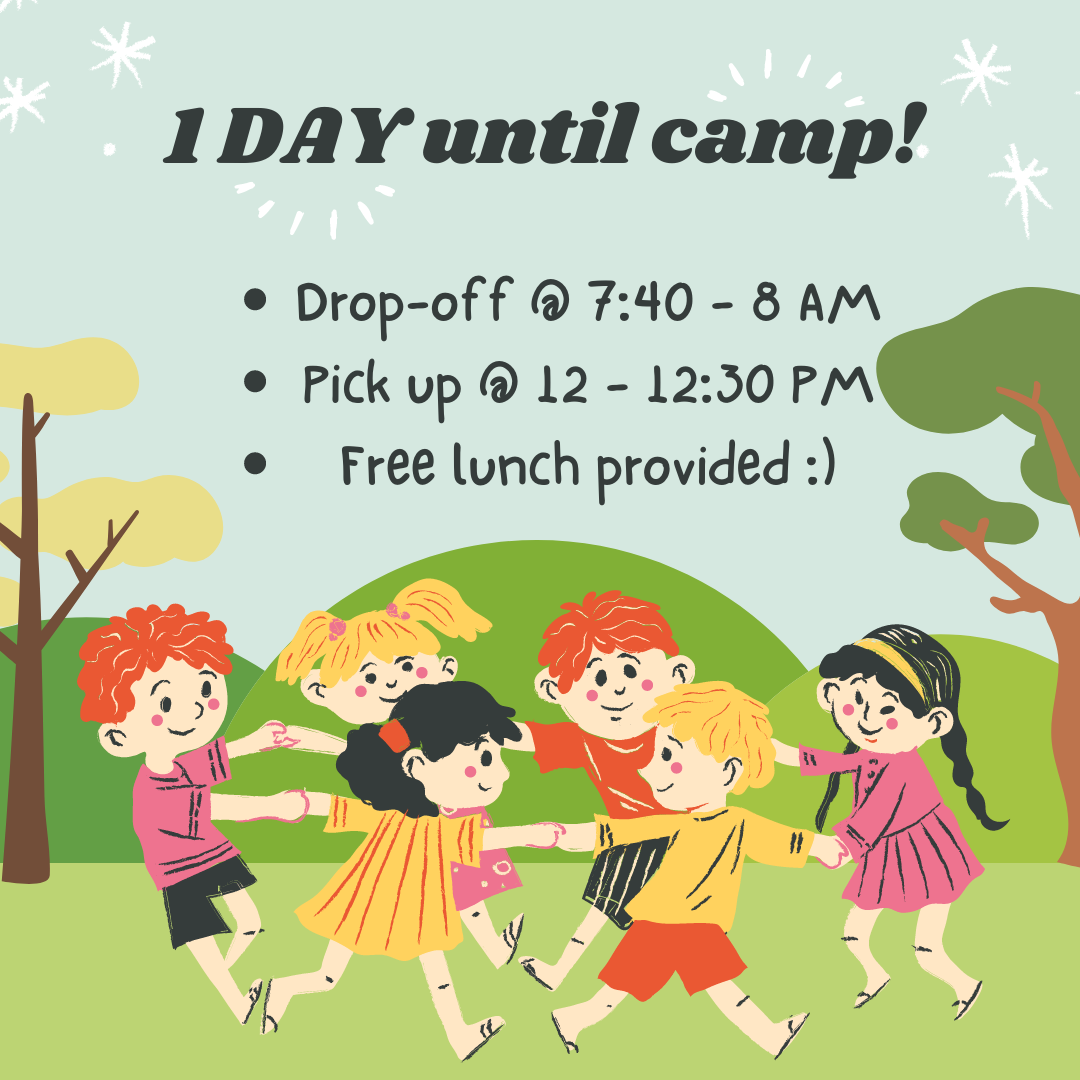 1 DAY until camp!
• Drop-off @ 7:40 - 8 AM
• Pick up @ 12 - 12:30 PM
• Free lunch provided :)